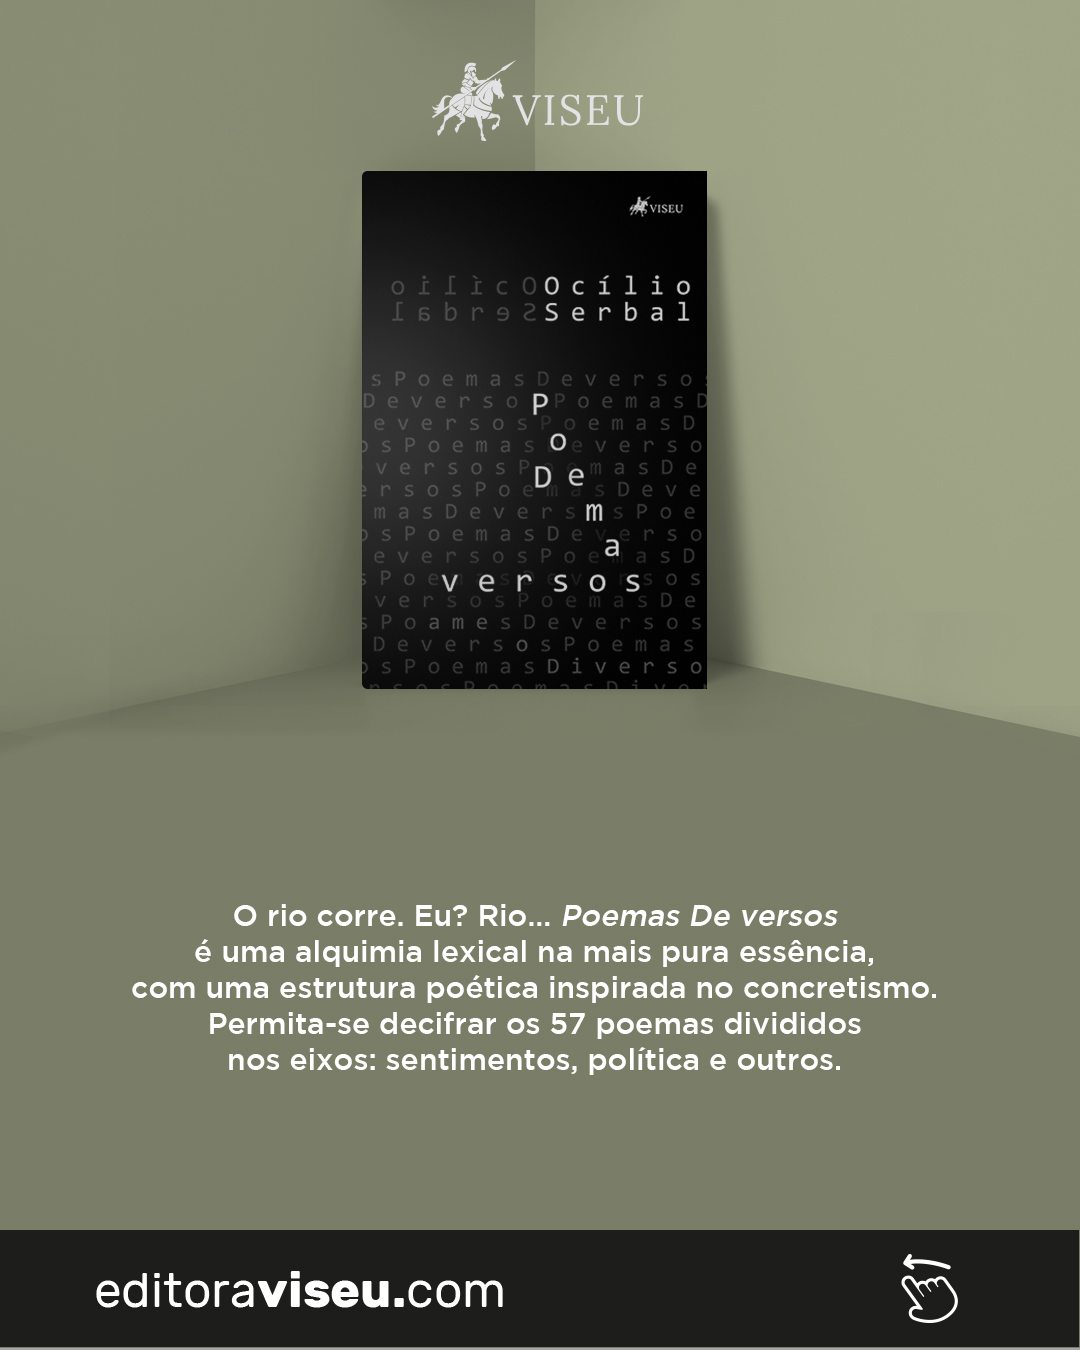 VISEU
VISEU
Ocílio
Serbal
s P o e m a s D e v e r s o s
D e v e r s o P o e m a s D
e v e r s o s P o e m a s D
o s P o e m a s e v e r s o
v e r s o s P m a s D e
e r s o s P o e m a s D e v e
m a s D e v e r s s P o e
o s P o e m a s D e v e r s o
e v e r s o s P o e m a s D
s P o e s o s
v e r s o s P o e m a s D e
s P o a m e s D e v e r s o s
D e v e r s o s P o e m a s
o s P o e m a s D i v e r s o
P
o
D e
m
a
v e r s o s
O rio corre. Eu? Rio... Poemas De versos
é uma alquimia lexical na mais pura essência,
com uma estrutura poética inspirada no concretismo.
Permita-se decifrar os 57 poemas divididos
nos eixos: sentimentos, política e outros.
editoraviseu.com